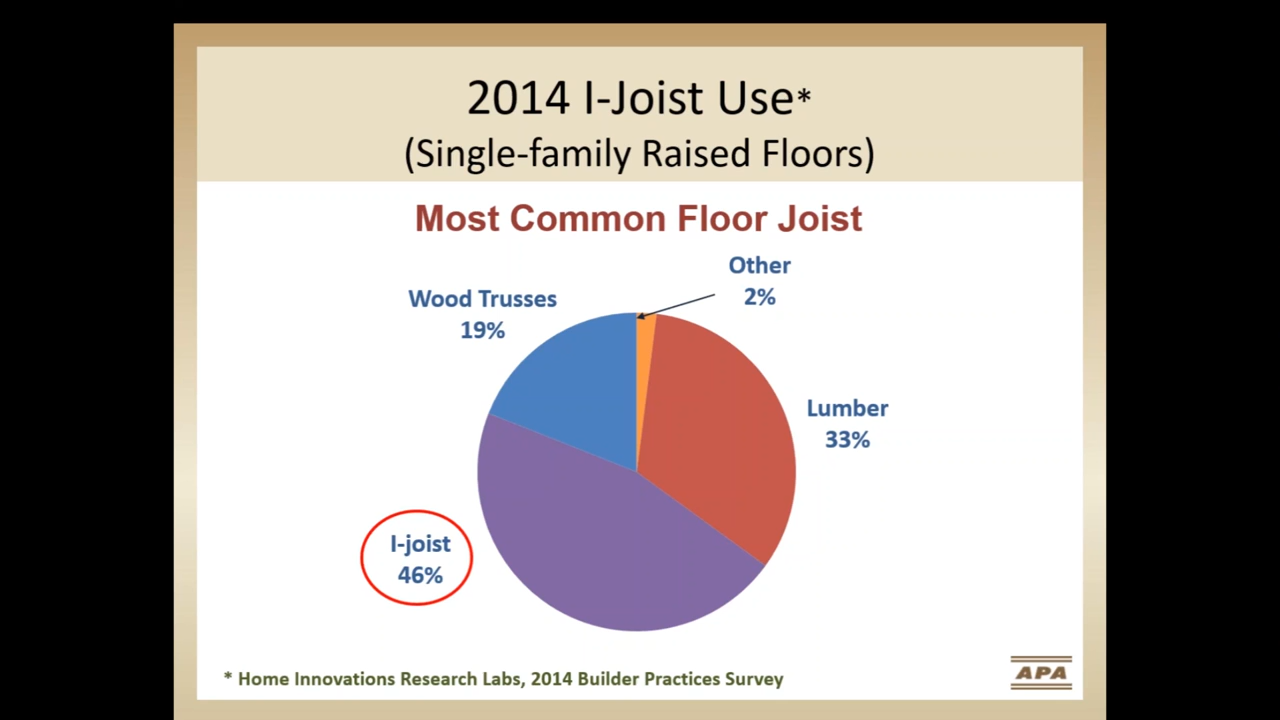 2014 I-Joist Use*
(Single-family Raised Floors)
Most Common Floor Joist
Other
2%
Wood Trusses
19%
Lumber
33%
I-joist
46%
* Home Innovations Research Labs, 2014 Builder Practices Survey
APA